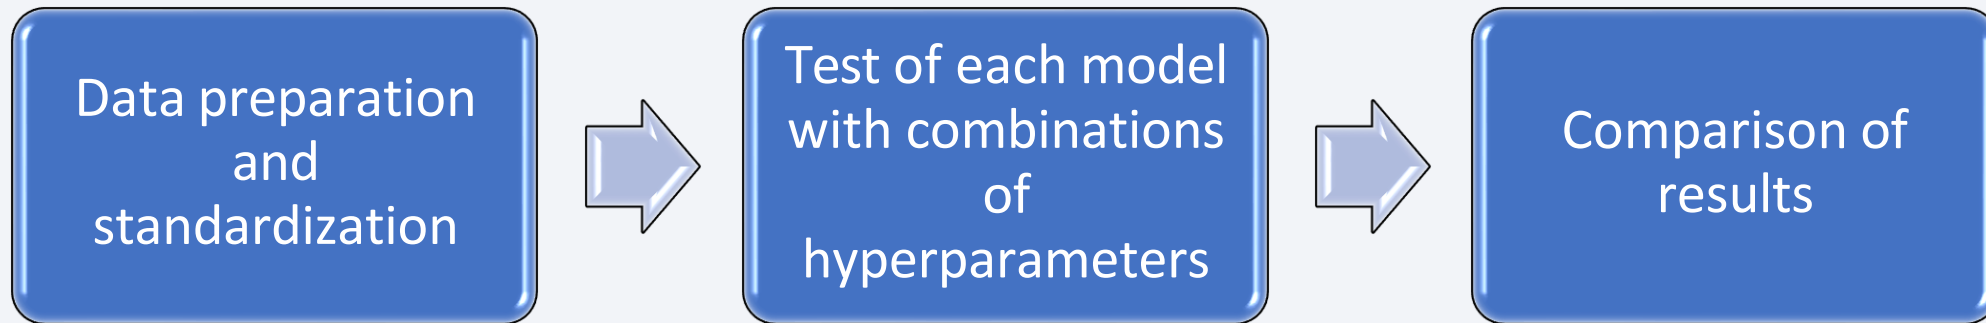 Data preparation
and
standardization
Test of each model
with combinations
of
hyperparameters
Comparison of
results